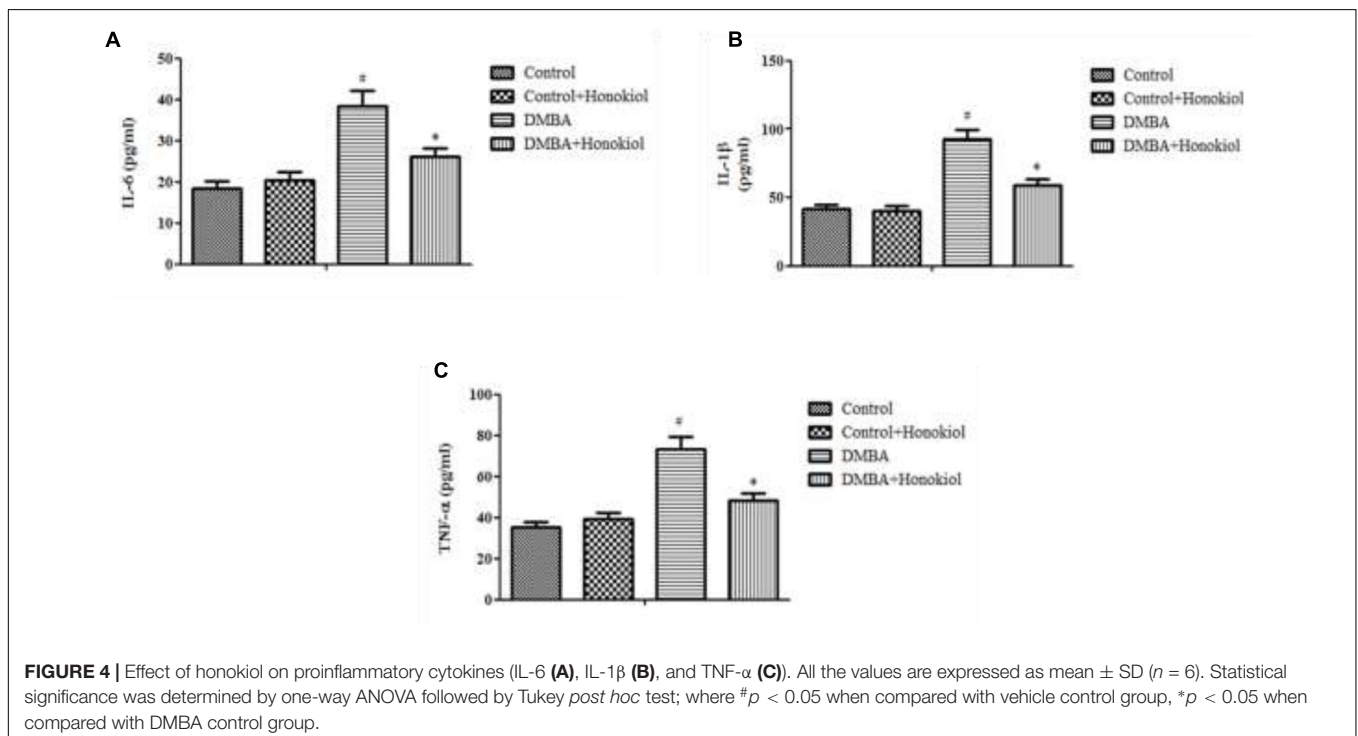 A
50
40
30
20
10
0
IL-6 (pg/ml)
#
*
Control
Control+Honokiol
DMBA
DMBA+Honokiol
B
150
100
50
0
IL-1β
(pg/ml)
#
*
Control
Control+Honokiol
DMBA
DMBA+Honokiol
C
100
80
60
40
20
0
TNF-α (pg/ml)
#
*
Control
Control+Honokiol
DMBA
DMBA+Honokiol
FIGURE 4 | Effect of honokiol on proinflammatory cytokines (IL-6 (A), IL-1β (B), and TNF-α (C)). All the values are expressed as mean ± SD (n = 6). Statistical
significance was determined by one-way ANOVA followed by Tukey post hoc test; where #p < 0.05 when compared with vehicle control group, *p < 0.05 when
compared with DMBA control group.